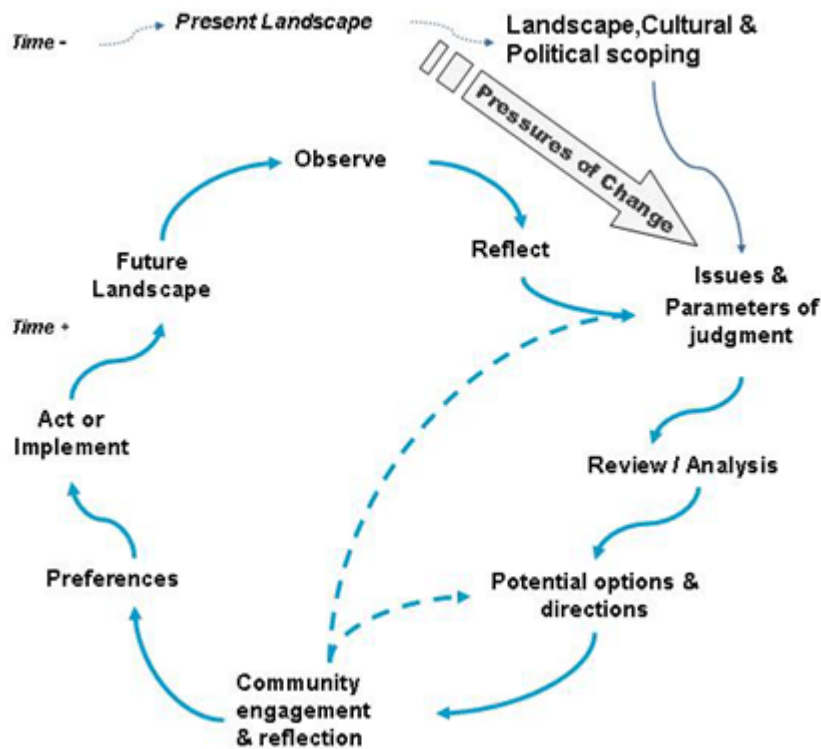 Time -
Present Landscape
Landscape,Cultural &
Political scoping
Pressures of Change
Observe
Reflect
Future
Landscape
Issues &
Parameters of
judgment
Time +
Act or
Implement
Review / Analysis
Preferences
Potential options &
directions
Community
engagement
& reflection